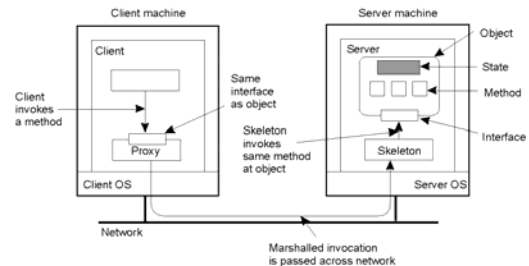 Client machine
Server machine
Object
Client
Server
State
Client
invokes
a method
Same
interface
as object
Method
Skeleton
invokes
same method
at object
Interface
Proxy
Skeleton
Client OS
Server OS
Network
Marshalled invocation
is passed across network